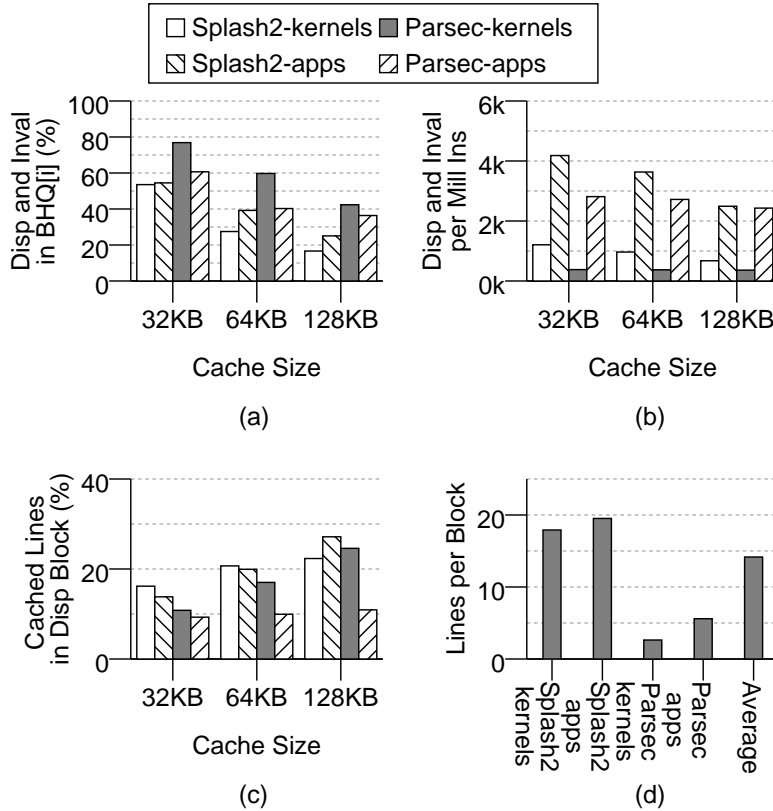 Splash2-kernels Parsec-kernels
Splash2-apps Parsec-apps
Disp and Inval
in BHQ[i] (%)
100
80
60
40
20
0
32KB 64KB 128KB
Cache Size
(a)
Disp and Inval
per Mill Ins
6k
4k
2k
0k
32KB 64KB 128KB
Cache Size
(b)
Cached Lines
in Disp Block (%)
40
20
0
32KB 64KB 128KB
Cache Size
(c)
Lines per Block
20
10
0
Splash2
kernels
Splash2
apps
Parsec
kernels
Parsec
apps
Average
(d)